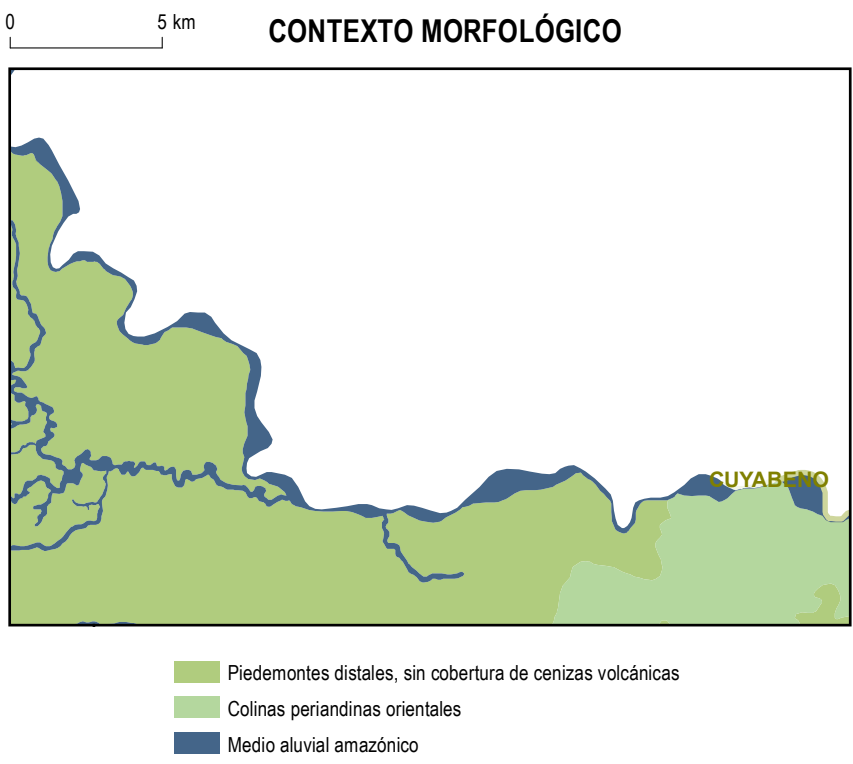 0 5 km
CONTEXTO MORFOLÓGICO
CUYABENO
Piedemontes distales, sin cobertura de cenizas volcánicas
Colinas periandinas orientales
Medio aluvial amazónico